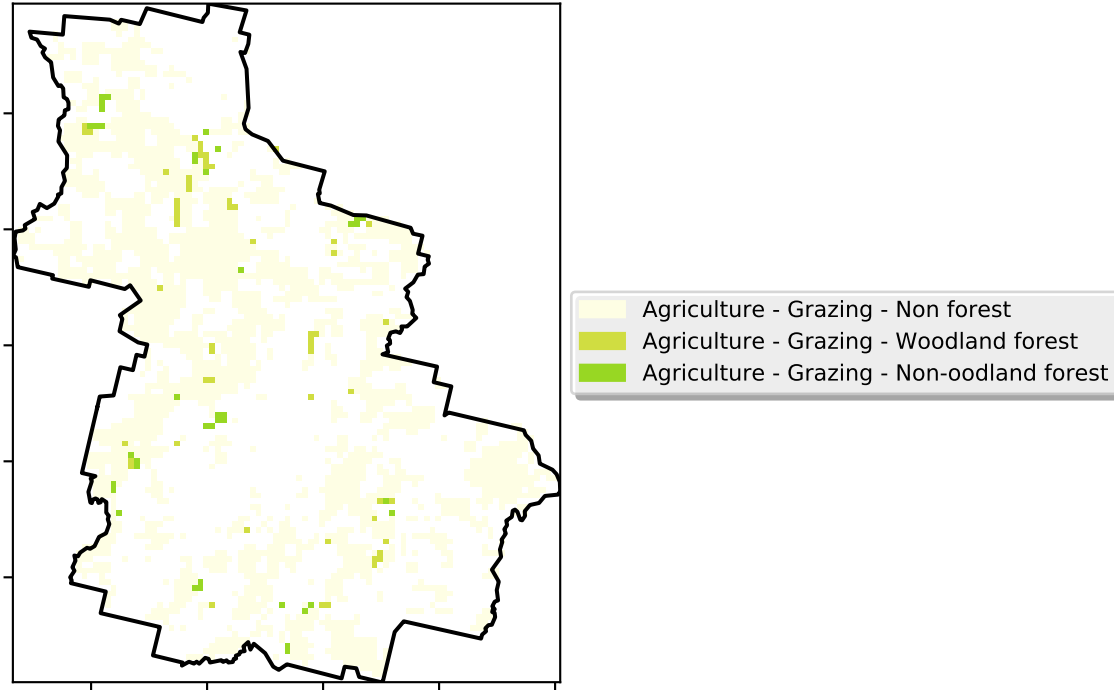 Agriculture - Grazing - Non forest
Agriculture - Grazing - Woodland forest
Agriculture - Grazing - Non-oodland forest